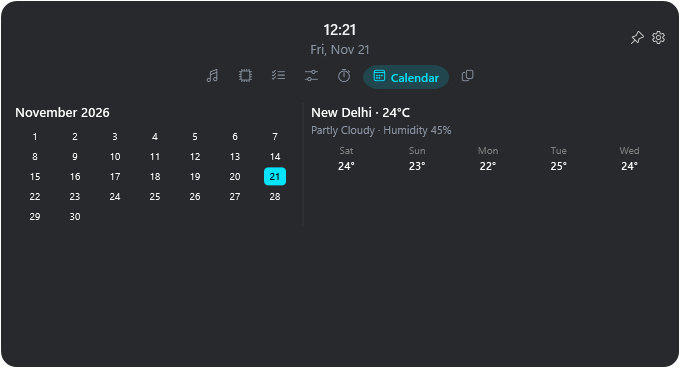 12:21
Fri, Nov 21
Calendar
November 2026
1 2 3 4 5 6 7
8 9 10 11 12 13 14
15 16 17 18 19 20 21
22 23 24 25 26 27 28
29 30
New Delhi · 24°C
Partly Cloudy · Humidity 45%
Sat Sun Mon Tue Wed
24° 23° 22° 25° 24°